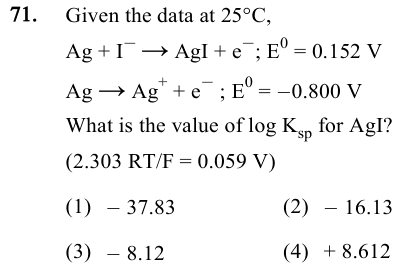 71. Given the data at 25°C,
Ag + I⁻ ⟶ AgI + e⁻; E⁰ = 0.152 V
Ag ⟶ Ag⁺ + e⁻ ; E⁰ = −0.800 V
What is the value of log Kₛₚ for AgI?
(2.303 RT/F = 0.059 V)
(1) – 37.83 (2) – 16.13
(3) – 8.12 (4) + 8.612